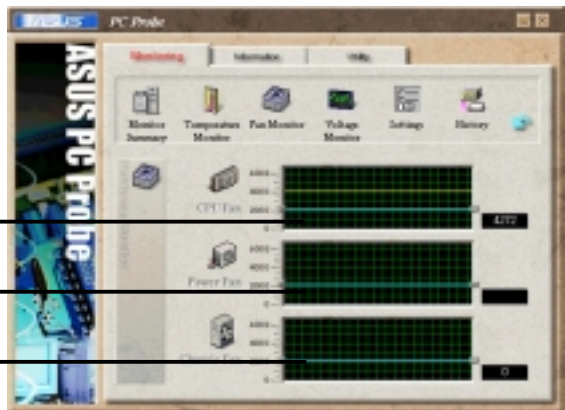 ASUS PC Probe
Monitoring Information Utility
Monitor Summary
Temperature Monitor
Fan Monitor
Voltage Monitor
Settings
History
ASUS PC Probe
CPU Fan
4272
Power Fan
Chassis Fan
0